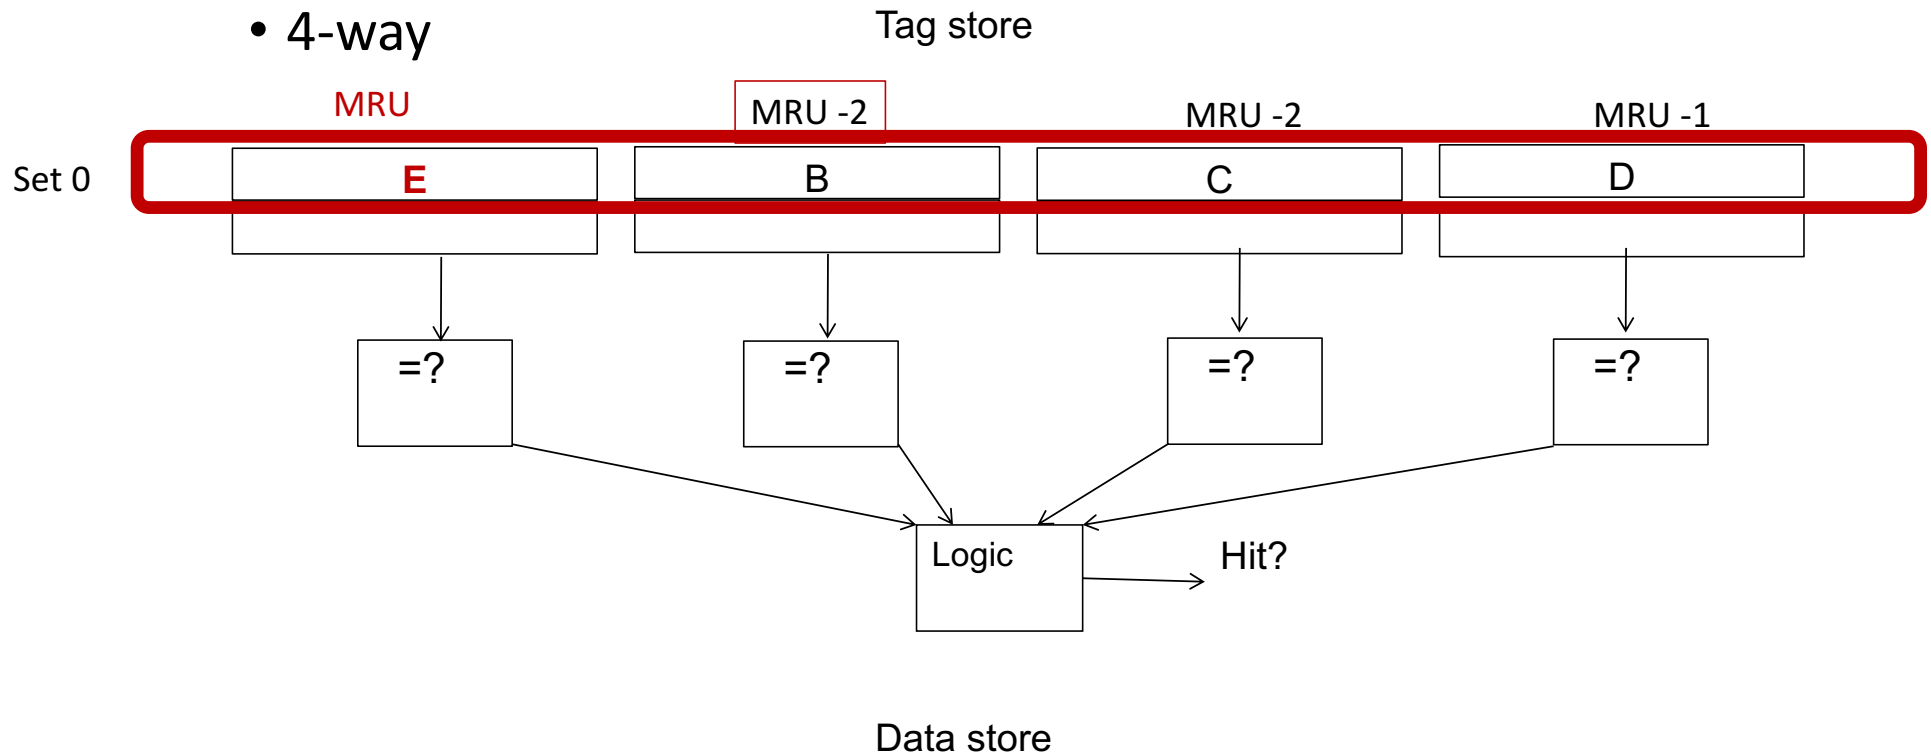 • 4-way
Tag store
MRU
MRU -2
MRU -2
MRU -1
Set 0
E
B
C
D
=?
=?
=?
=?
Logic
Hit?
Data store